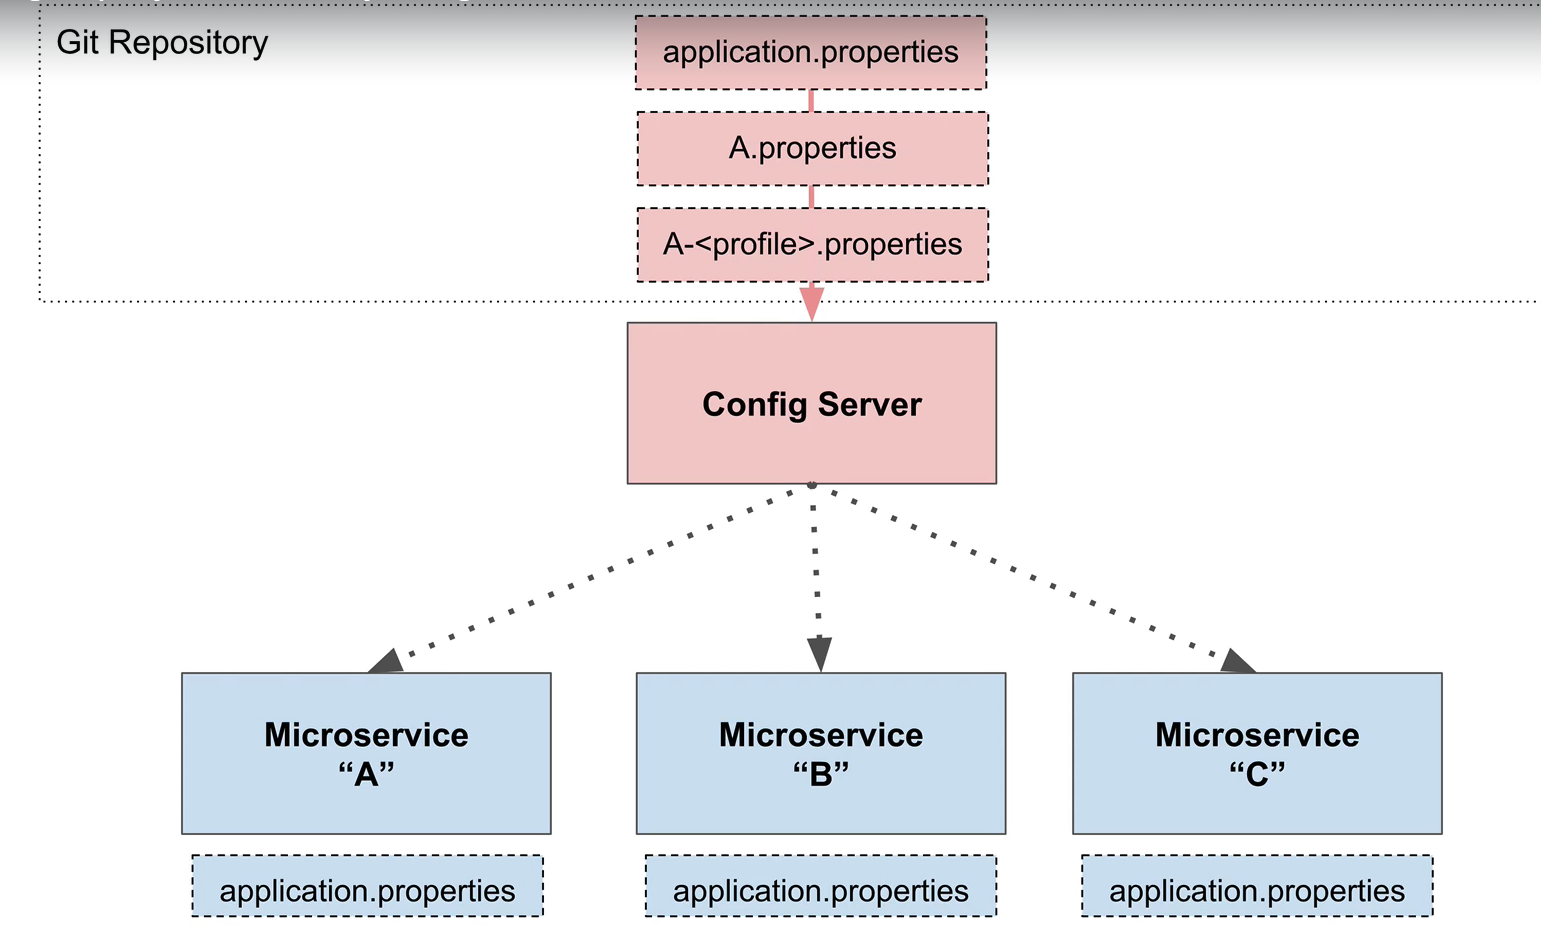 Git Repository
application.properties
A.properties
A-<profile>.properties
Config Server
Microservice
“A”
Microservice
“B”
Microservice
“C”
application.properties
application.properties
application.properties